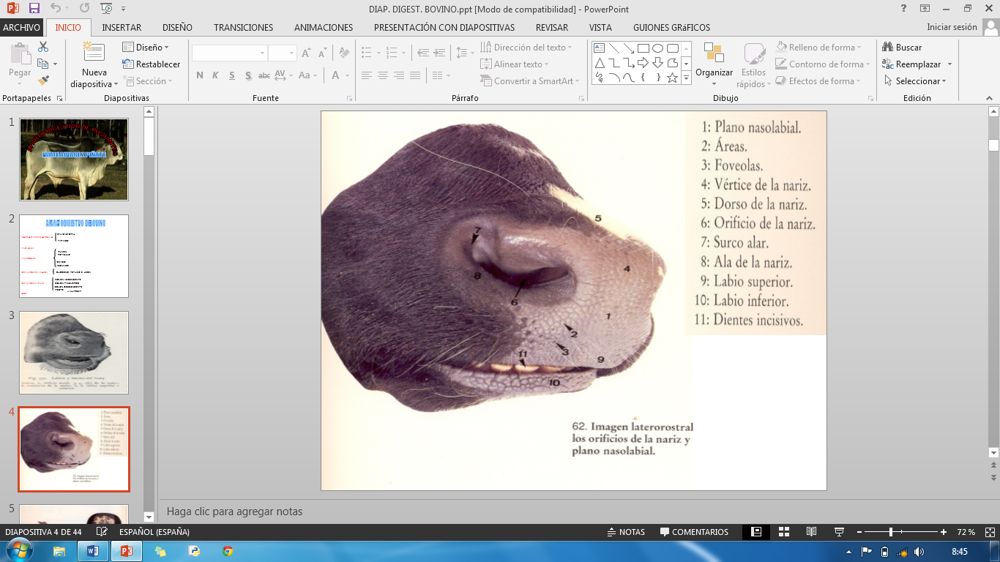 DIAP. DIGEST. BOVINO.ppt [Modo de compatibilidad] - PowerPoint
ARCHIVO INICIO INSERTAR DISEÑO TRANSICIONES ANIMACIONES PRESENTACIÓN CON DIAPOSITIVAS REVISAR VISTA GUIONES GRáFICOS Iniciar sesión
Pegar
Nueva diapositiva
Diseño
Restablecer
Sección
N K S S abc AV Aa A
Dirección del texto
Alinear texto
Convertir a SmartArt
Organizar
Estilos rápidos
Relleno de forma
Contorno de forma
Efectos de forma
Buscar
Reemplazar
Seleccionar
Portapapeles Diapositivas Fuente Párrafo Dibujo Edición
1
2
3
4
5
1: Plano nasolabial.
2: Áreas.
3: Foveolas.
4: Vértice de la nariz.
5: Dorso de la nariz.
6: Orificio de la nariz.
7: Surco alar.
8: Ala de la nariz.
9: Labio superior.
10: Labio inferior.
11: Dientes incisivos.
5
7
4
8
6
1
2
3
11
9
10
62. Imagen laterorostral
los orificios de la nariz y
plano nasolabial.
Haga clic para agregar notas
DIAPOSITIVA 4 DE 44 ESPAÑOL (ESPAÑA) NOTAS COMENTARIOS 72 %
8:45